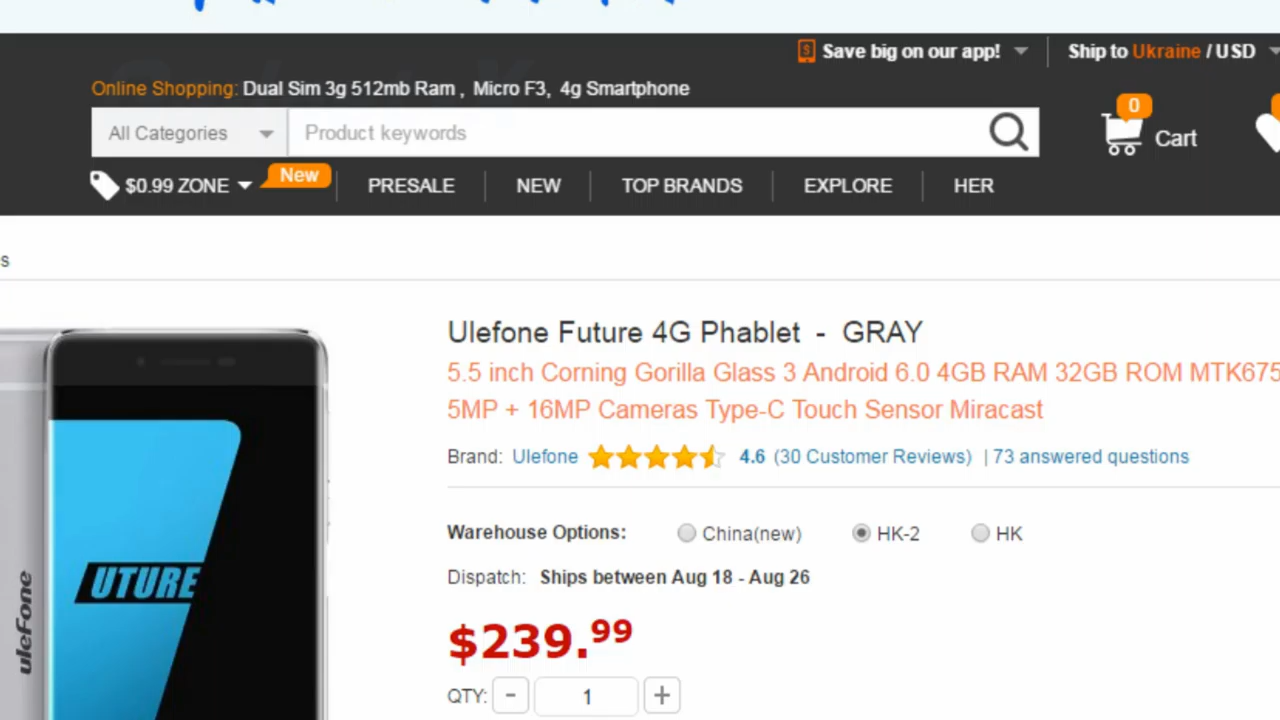 Save big on our app!
Ship to Ukraine / USD
Online Shopping: Dual Sim 3g 512mb Ram , Micro F3, 4g Smartphone
All Categories
Product keywords
0
Cart
$0.99 ZONE
New
PRESALE
NEW
TOP BRANDS
EXPLORE
HER
s
Ulefone Future 4G Phablet - GRAY
5.5 inch Corning Gorilla Glass 3 Android 6.0 4GB RAM 32GB ROM MTK675
5MP + 16MP Cameras Type-C Touch Sensor Miracast
Brand: Ulefone 4.6 (30 Customer Reviews) | 73 answered questions
Warehouse Options: China(new) HK-2 HK
Dispatch: Ships between Aug 18 - Aug 26
$239.99
QTY: - 1 +
UTURE
uleFone